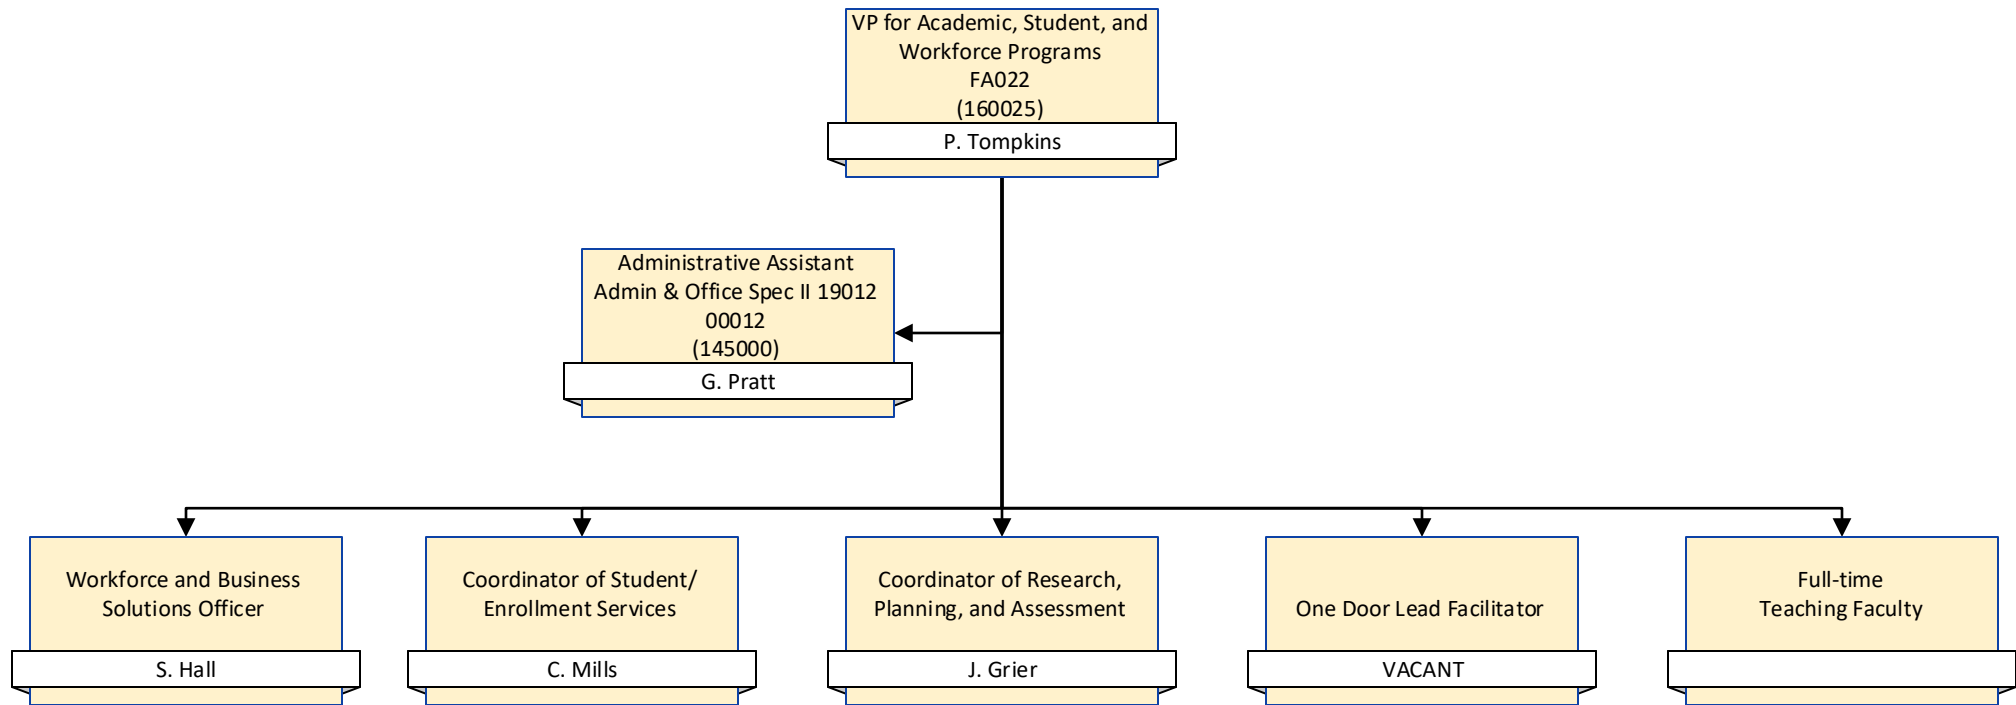 VP for Academic, Student, and
Workforce Programs
FA022
(160025)
P. Tompkins
Administrative Assistant
Admin & Office Spec II 19012
00012
(145000)
G. Pratt
Workforce and Business
Solutions Officer
S. Hall
Coordinator of Student/
Enrollment Services
C. Mills
Coordinator of Research,
Planning, and Assessment
J. Grier
One Door Lead Facilitator
VACANT
Full-time
Teaching Faculty